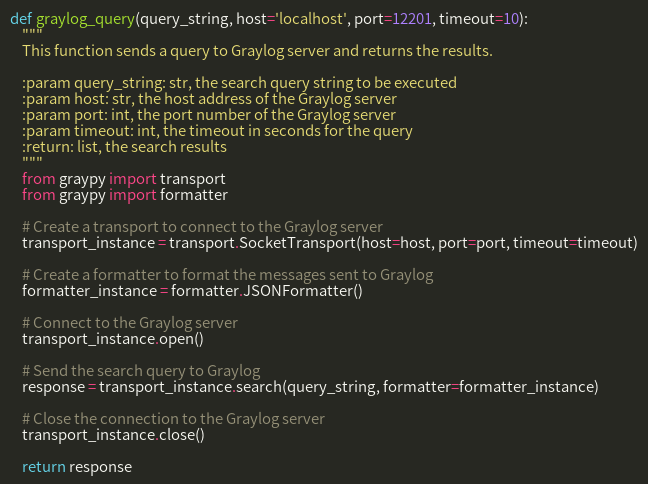 def graylog_query(query_string, host='localhost', port=12201, timeout=10):
"""
This function sends a query to Graylog server and returns the results.
:param query_string: str, the search query string to be executed
:param host: str, the host address of the Graylog server
:param port: int, the port number of the Graylog server
:param timeout: int, the timeout in seconds for the query
:return: list, the search results
"""
from graypy import transport
from graypy import formatter
# Create a transport to connect to the Graylog server
transport_instance = transport.SocketTransport(host=host, port=port, timeout=timeout)
# Create a formatter to format the messages sent to Graylog
formatter_instance = formatter.JSONFormatter()
# Connect to the Graylog server
transport_instance.open()
# Send the search query to Graylog
response = transport_instance.search(query_string, formatter=formatter_instance)
# Close the connection to the Graylog server
transport_instance.close()
return response